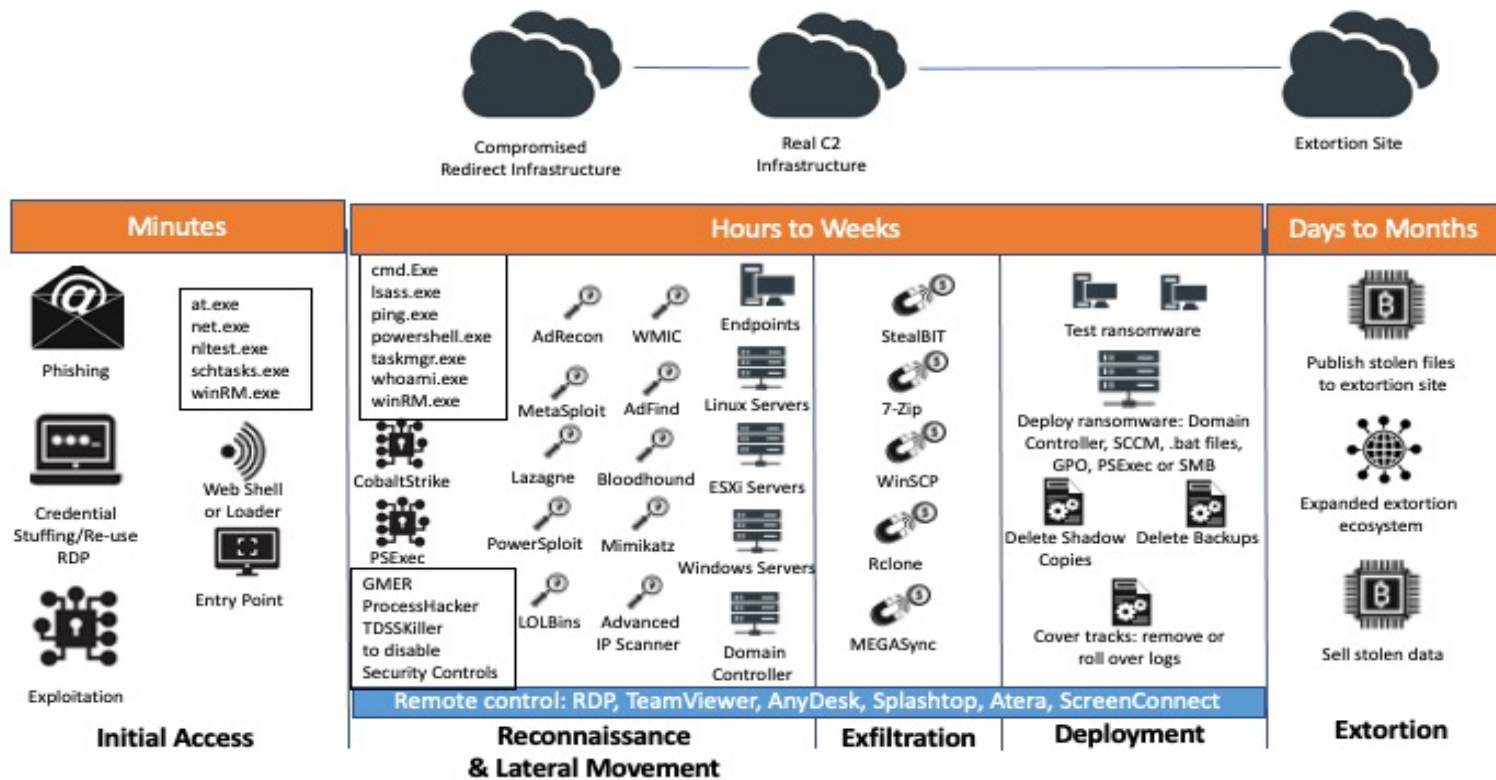 Compromised
Redirect Infrastructure
Real C2
Infrastructure
Extortion Site
Minutes
Hours to Weeks
Days to Months
Phishing
Credential
Stuffing/Re-use
RDP
Exploitation
at.exe
net.exe
nltest.exe
schtasks.exe
winRM.exe
Web Shell
or Loader
Entry Point
cmd.Exe
lsass.exe
ping.exe
powershell.exe
taskmgr.exe
whoami.exe
winRM.exe
CobaltStrike
PSExec
GMER
ProcessHacker
TDSSKiller
to disable
Security Controls
AdRecon
WMIC
MetaSploit
AdFind
Lazagne
Bloodhound
PowerSploit
Mimikatz
LOLBins
Advanced
IP Scanner
Endpoints
Linux Servers
ESXi Servers
Windows Servers
Domain
Controller
StealBIT
7-Zip
WinSCP
Rclone
MEGASync
Test ransomware
Deploy ransomware: Domain
Controller, SCCM, .bat files,
GPO, PSExec or SMB
Delete Shadow
Copies
Delete Backups
Cover tracks: remove or
roll over logs
Publish stolen files
to extortion site
Expanded extortion
ecosystem
Sell stolen data
Remote control: RDP, TeamViewer, AnyDesk, Splashtop, Atera, ScreenConnect
Initial Access
Reconnaissance
& Lateral Movement
Exfiltration
Deployment
Extortion